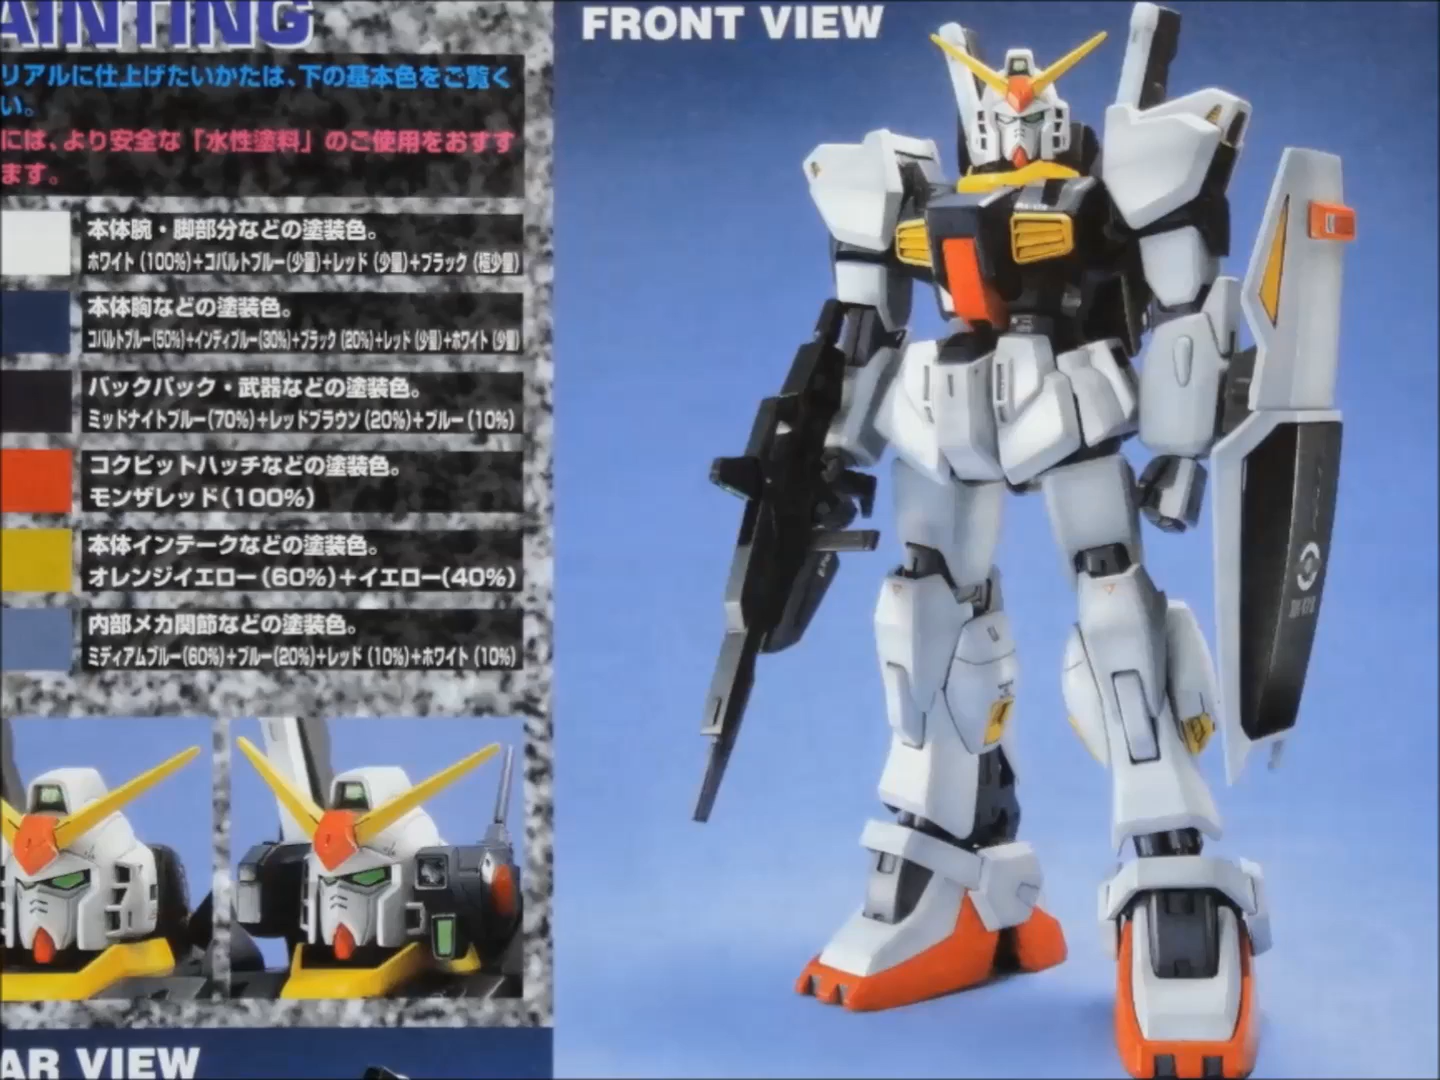 AINTING
リアルに仕上げたいかたは、下の基本色をご覧く
い。
には、より安全な「水性塗料」のご使用をおすす
ます。
本体腕・脚部分などの塗装色。
ホワイト(100%)+コバルトブルー(少量)+レッド(少量)+ブラック(極少量)
本体胸などの塗装色。
コバルトブルー(50%)+インディブルー(30%)+ブラック(20%)+レッド(少量)+ホワイト(少量)
バックパック・武器などの塗装色。
ミッドナイトブルー(70%)+レッドブラウン(20%)+ブルー(10%)
コクピットハッチなどの塗装色。
モンザレッド(100%)
本体インテークなどの塗装色。
オレンジイエロー(60%)+イエロー(40%)
内部メカ関節などの塗装色。
ミディアムブルー(60%)+ブルー(20%)+レッド(10%)+ホワイト(10%)
AR VIEW
FRONT VIEW